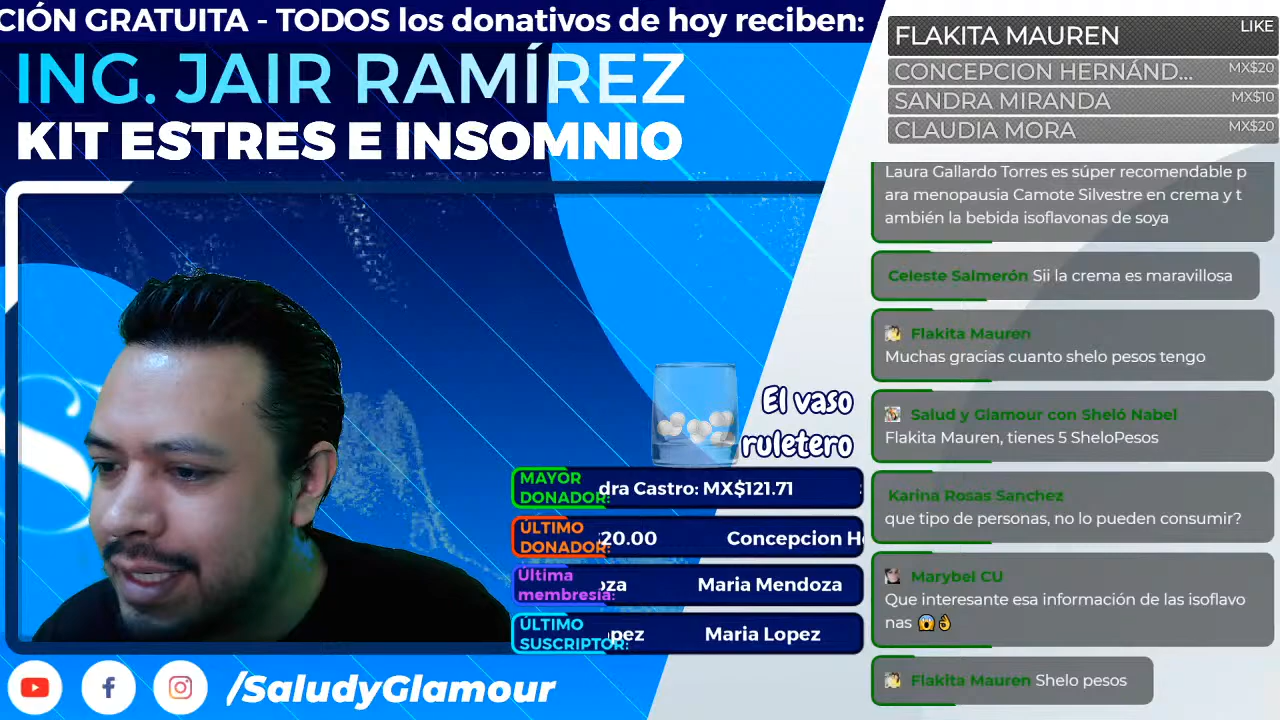 CIÓN GRATUITA - TODOS los donativos de hoy reciben:
ING. JAIR RAMÍREZ
KIT ESTRES E INSOMNIO
El vaso
ruletero
MAYOR
DONADOR:
dra Castro: MX$121.71
ÚLTIMO
DONADOR:
20.00 Concepcion He
Última
membresía:
oza Maria Mendoza
ÚLTIMO
SUSCRIPTOR:
pez Maria Lopez
/SaludyGlamour
FLAKITA MAUREN LIKE
CONCEPCION HERNÁND... MX$20
SANDRA MIRANDA MX$10
CLAUDIA MORA MX$20
Laura Gallardo Torres es súper recomendable p
ara menopausia Camote Silvestre en crema y t
ambién la bebida isoflavonas de soya
Celeste Salmerón Sii la crema es maravillosa
Flakita Mauren
Muchas gracias cuanto shelo pesos tengo
Salud y Glamour con Sheló Nabel
Flakita Mauren, tienes 5 SheloPesos
Karina Rosas Sanchez
que tipo de personas, no lo pueden consumir?
Marybel CU
Que interesante esa información de las isoflavo
nas 😱👌
Flakita Mauren Shelo pesos